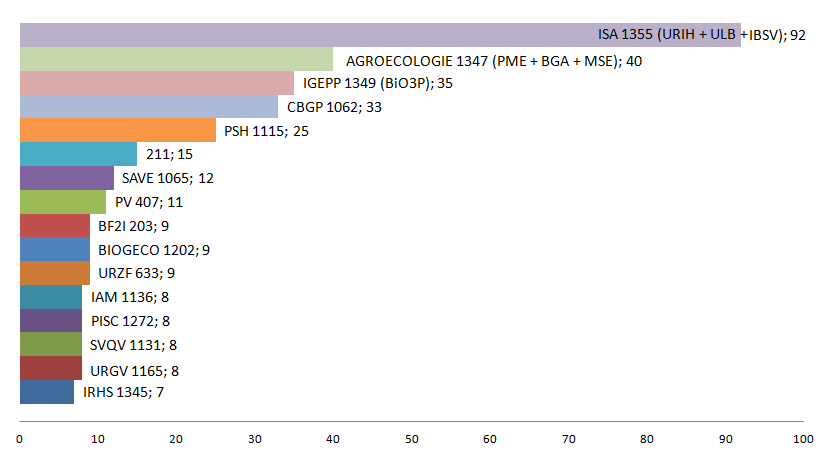 ISA 1355 (URIH + ULB +IBSV); 92
AGROECOLOGIE 1347 (PME + BGA + MSE); 40
IGEPP 1349 (BiO3P); 35
CBGP 1062; 33
PSH 1115; 25
211; 15
SAVE 1065; 12
PV 407; 11
BF2I 203; 9
BIOGECO 1202; 9
URZF 633; 9
IAM 1136; 8
PISC 1272; 8
SVQV 1131; 8
URGV 1165; 8
IRHS 1345; 7
0 10 20 30 40 50 60 70 80 90 100